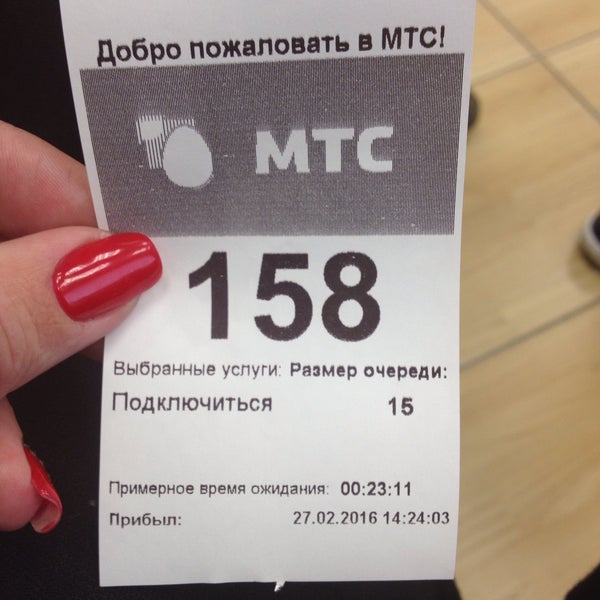 Добро пожаловать в МТС!
МТС
158
Выбранные услуги: Размер очереди:
Подключиться 15
Примерное время ожидания: 00:23:11
Прибыл: 27.02.2016 14:24:03